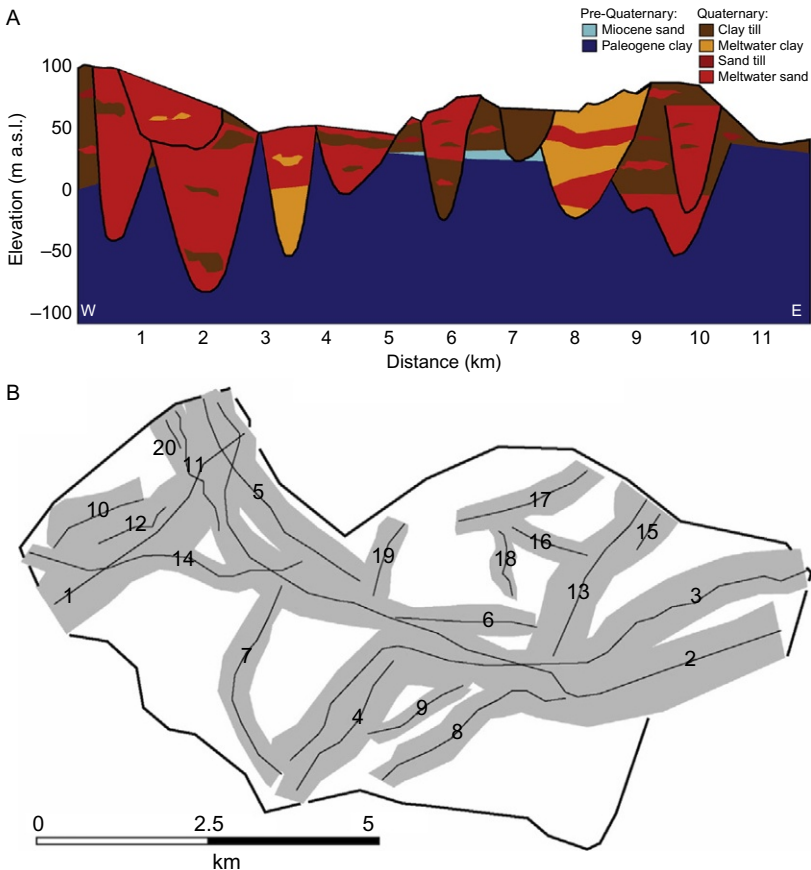 A
Pre-Quaternary:
Miocene sand
Paleogene clay
Quaternary:
Clay till
Meltwater clay
Sand till
Meltwater sand
Elevation (m a.s.l.)
100
50
0
–50
–100
W
E
1 2 3 4 5 6 7 8 9 10 11
Distance (km)
B
20
11
5
10
12
14
1
17
19
18
16
15
13
3
6
2
7
4
9
8
0 2.5 5
km